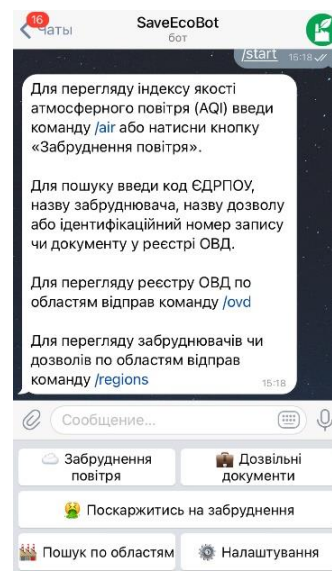 16
Чаты
SaveEcoBot
бот
/start 15:18
Для перегляду індексу якості
атмосферного повітря (AQI) введи
команду /air або натисни кнопку
«Забруднення повітря».
Для пошуку введи код ЄДРПОУ,
назву забруднювача, назву дозволу
або ідентифікаційний номер запису
чи документу у реєстрі ОВД.
Для перегляду реєстру ОВД по
областям відправ команду /ovd
Для перегляду забруднювачів чи
дозволів по областям відправ
команду /regions
15:18
Сообщение...
Забруднення
повітря
Дозвільні
документи
Поскаржитись на забруднення
Пошук по областям
Налаштування